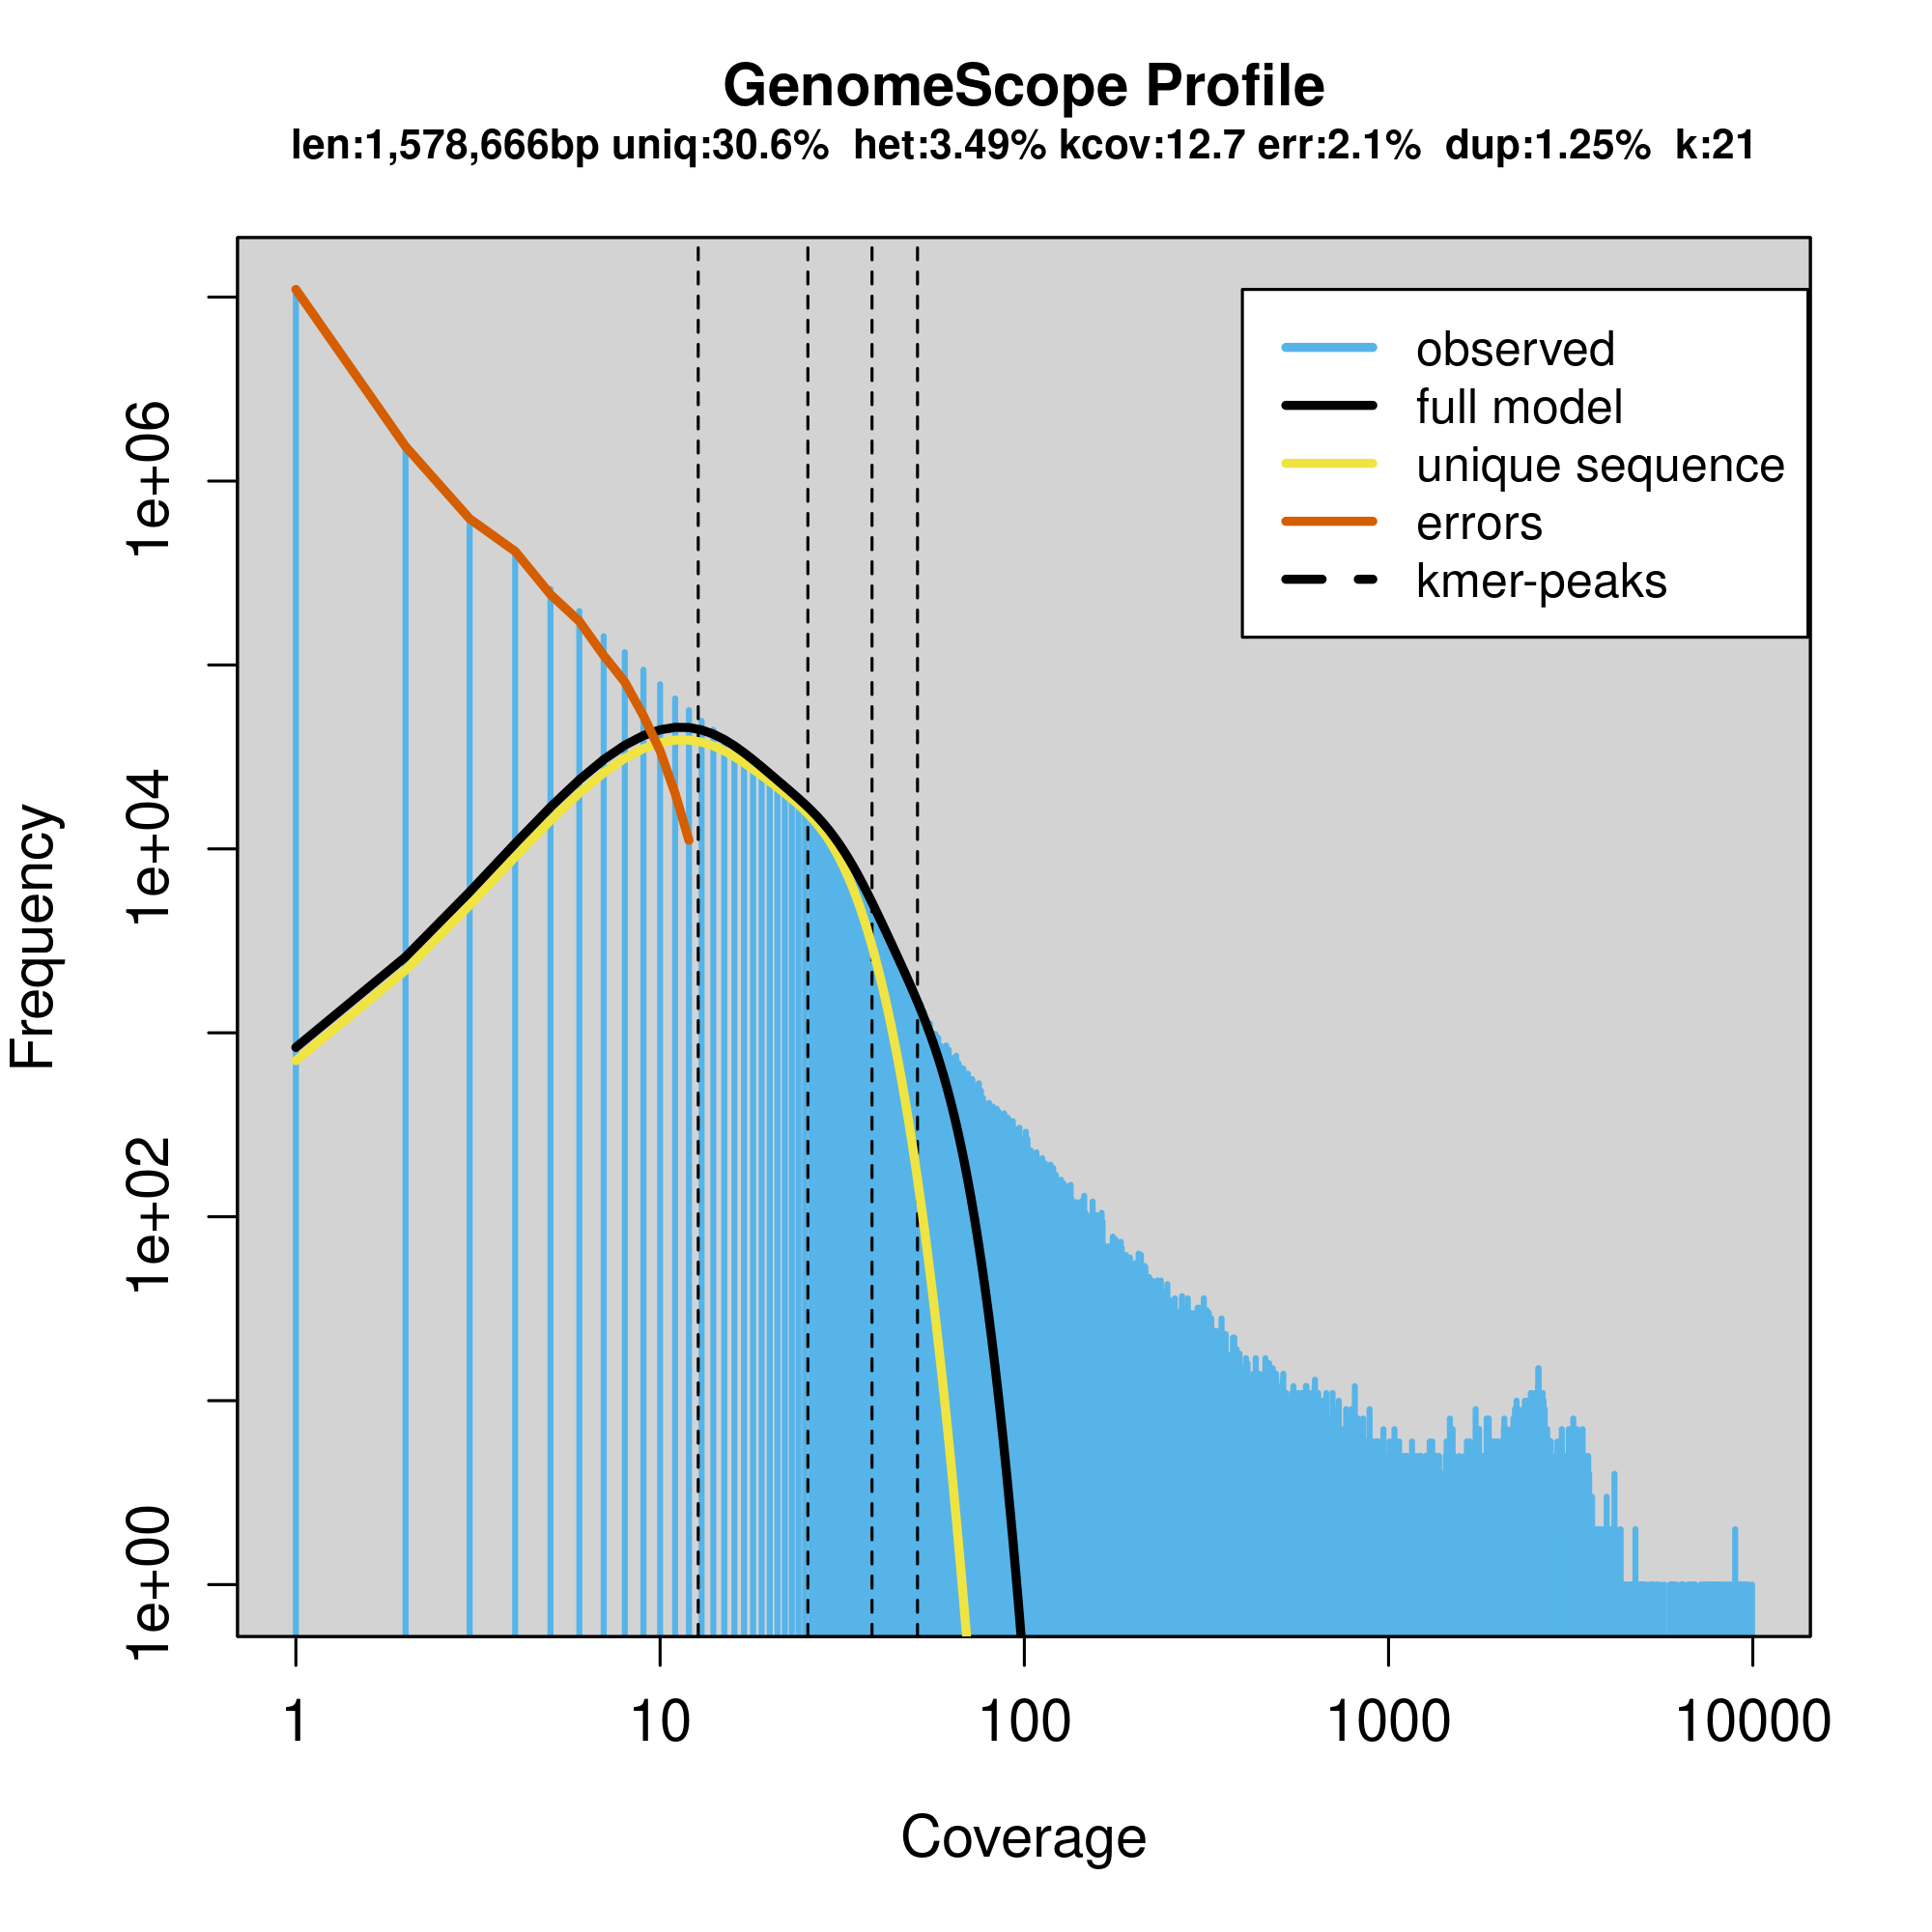 GenomeScope Profile
len:1,578,666bp uniq:30.6% het:3.49% kcov:12.7 err:2.1% dup:1.25% k:21
observed
full model
unique sequence
errors
kmer-peaks
Frequency
1e+06
1e+04
1e+02
1e+00
1 10 100 1000 10000
Coverage